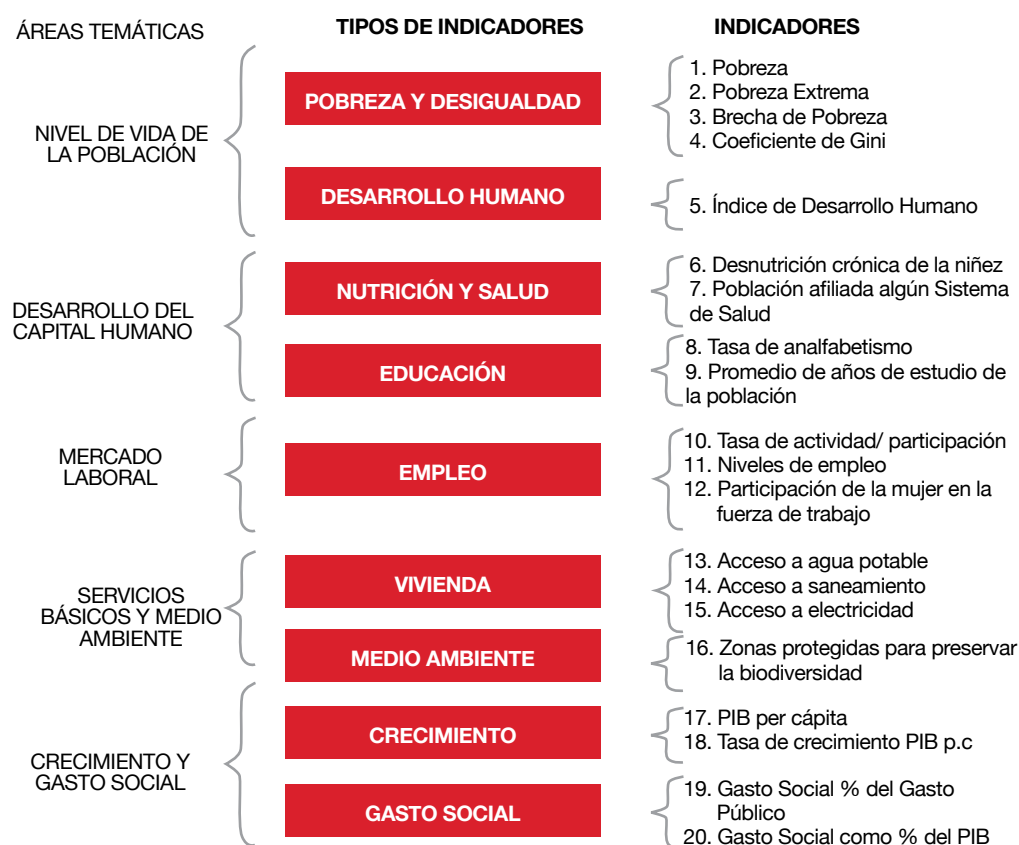 ÁREAS TEMÁTICAS
TIPOS DE INDICADORES
INDICADORES
NIVEL DE VIDA DE
LA POBLACIÓN
POBREZA Y DESIGUALDAD
1. Pobreza
2. Pobreza Extrema
3. Brecha de Pobreza
4. Coeficiente de Gini
DESARROLLO HUMANO
5. Índice de Desarrollo Humano
DESARROLLO DEL
CAPITAL HUMANO
NUTRICIÓN Y SALUD
6. Desnutrición crónica de la niñez
7. Población afiliada algún Sistema
de Salud
EDUCACIÓN
8. Tasa de analfabetismo
9. Promedio de años de estudio de
la población
MERCADO
LABORAL
EMPLEO
10. Tasa de actividad/ participación
11. Niveles de empleo
12. Participación de la mujer en la
fuerza de trabajo
SERVICIOS
BÁSICOS Y MEDIO
AMBIENTE
VIVIENDA
13. Acceso a agua potable
14. Acceso a saneamiento
15. Acceso a electricidad
MEDIO AMBIENTE
16. Zonas protegidas para preservar
la biodiversidad
CRECIMIENTO Y
GASTO SOCIAL
CRECIMIENTO
17. PIB per cápita
18. Tasa de crecimiento PIB p.c
GASTO SOCIAL
19. Gasto Social % del Gasto
Público
20. Gasto Social como % del PIB